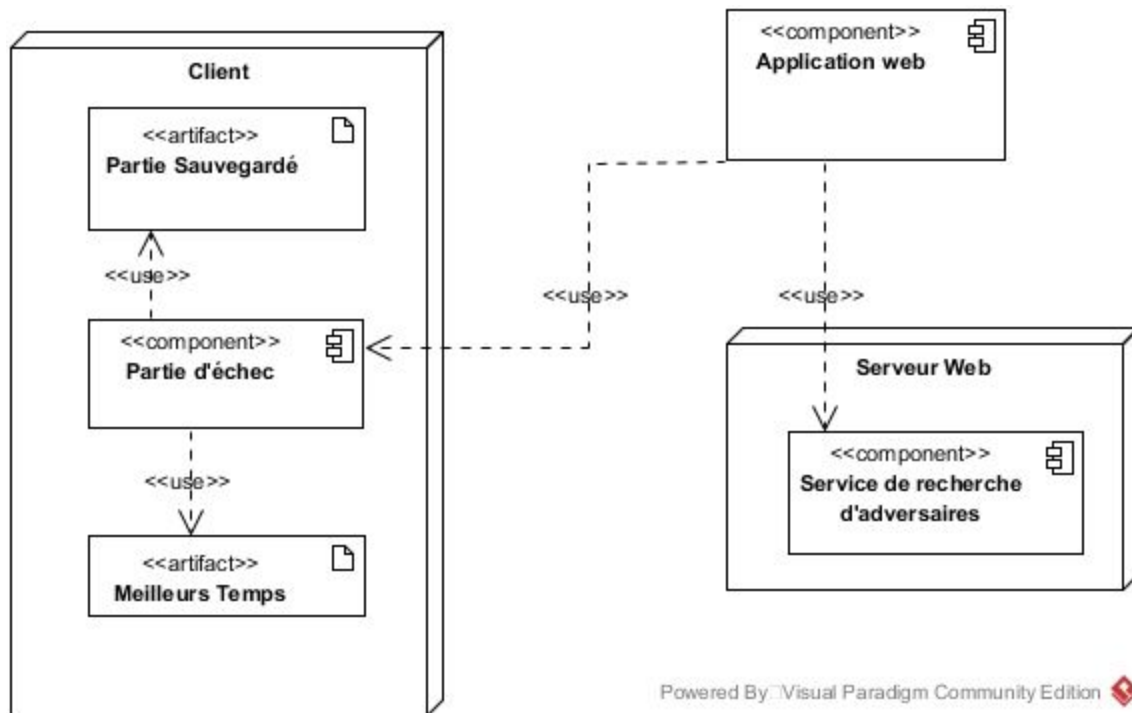 Client
<<artifact>>
Partie Sauvegardé
<<use>>
<<component>>
Partie d'échec
<<use>>
<<artifact>>
Meilleurs Temps
<<component>>
Application web
<<use>>
<<use>>
Serveur Web
<<component>>
Service de recherche
d'adversaires
Powered By Visual Paradigm Community Edition